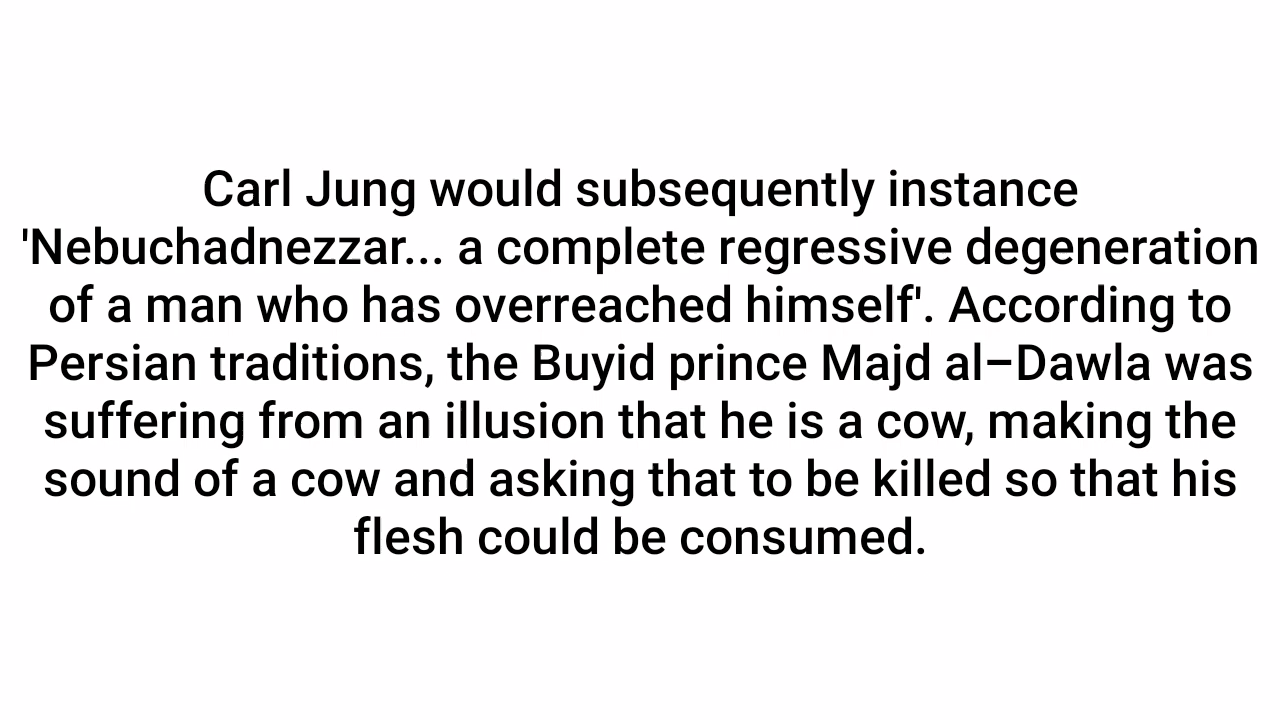 Carl Jung would subsequently instance
'Nebuchadnezzar... a complete regressive degeneration
of a man who has overreached himself'. According to
Persian traditions, the Buyid prince Majd al–Dawla was
suffering from an illusion that he is a cow, making the
sound of a cow and asking that to be killed so that his
flesh could be consumed.